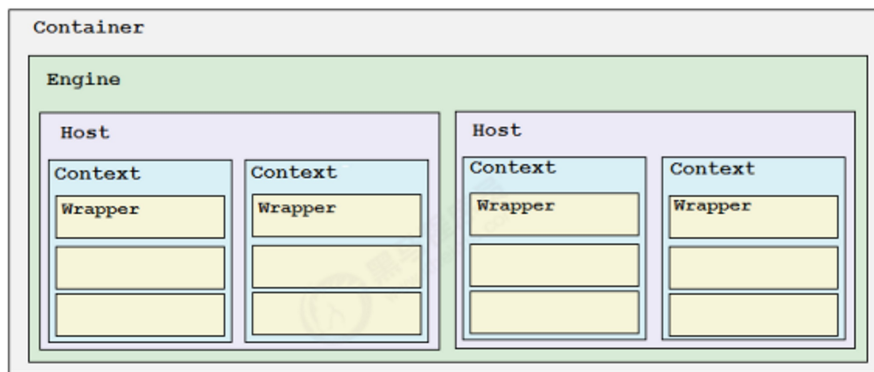 Container
Engine
Host
Host
Context
Context
Context
Context
Wrapper
Wrapper
Wrapper
Wrapper